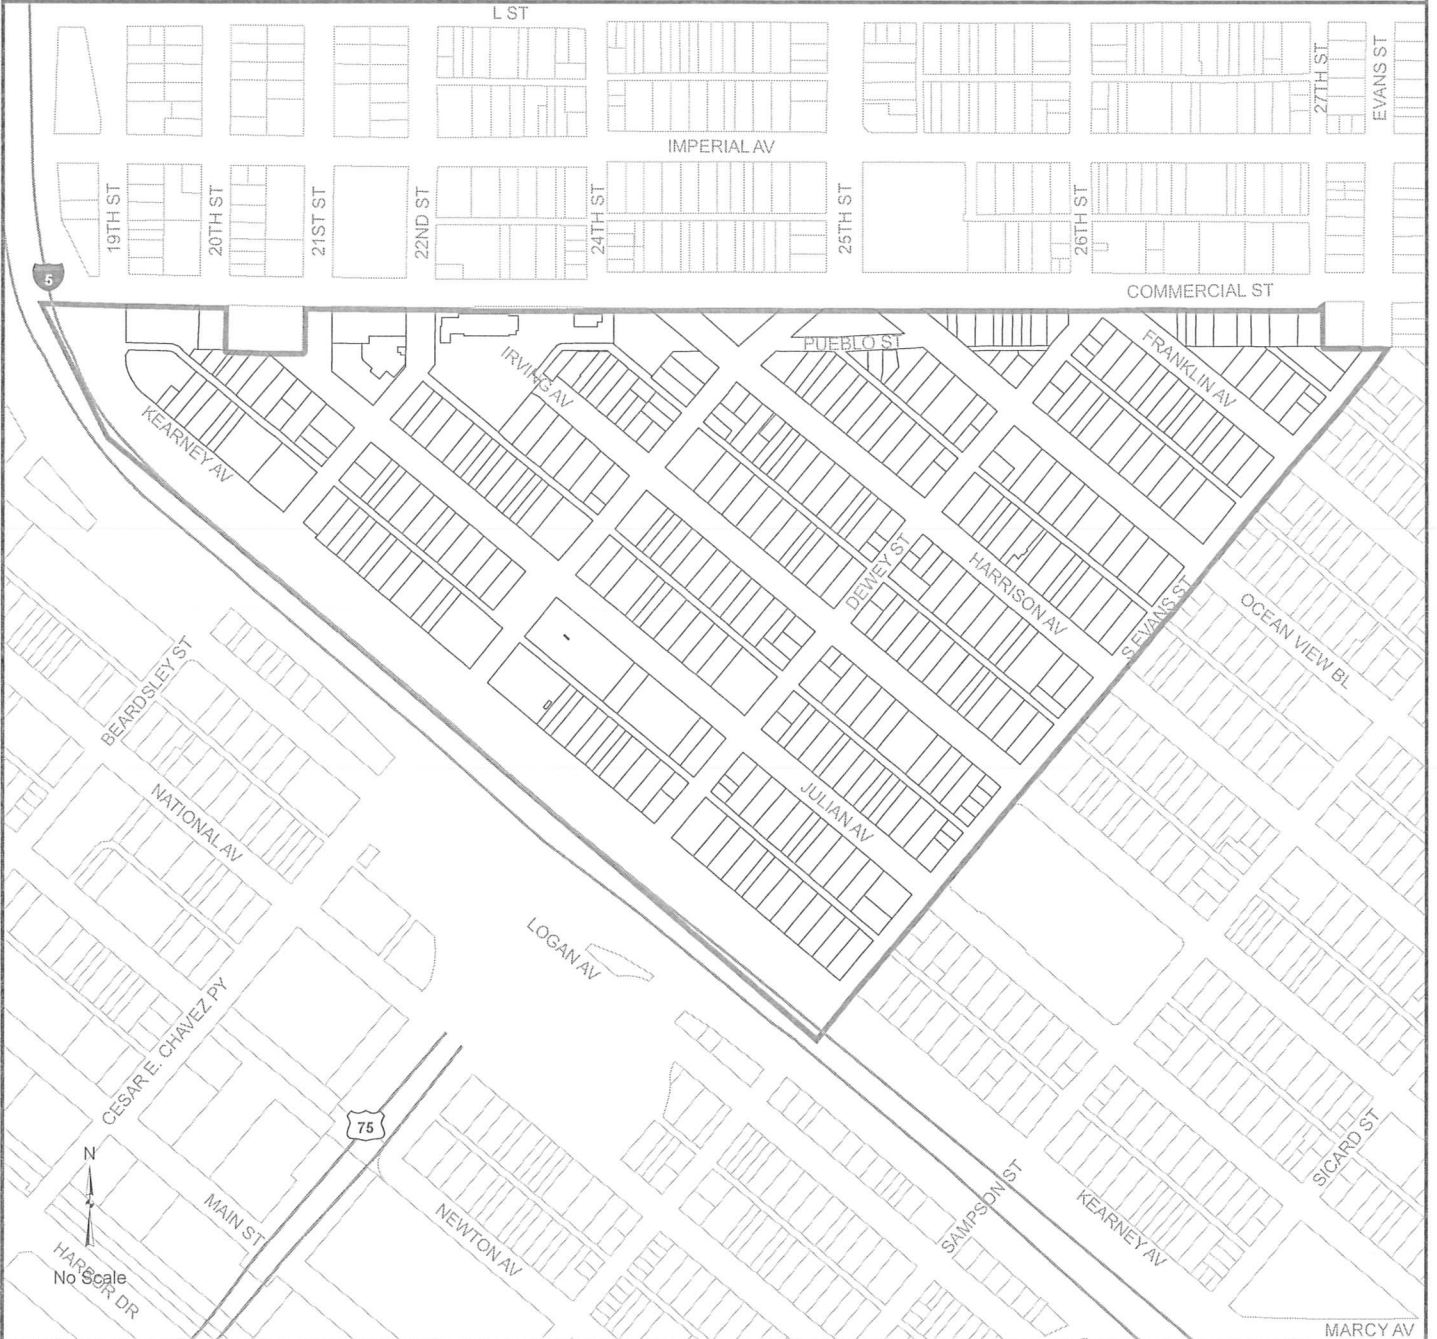 L ST
27TH ST
EVANS ST
IMPERIAL AV
19TH ST
20TH ST
21ST ST
22ND ST
24TH ST
25TH ST
26TH ST
5
COMMERCIAL ST
PUEBLO ST
FRANKLIN AV
IRVING AV
KEARNEY AV
DEWEY ST
HARRISON AV
S EVANS ST
OCEAN VIEW BL
BEARDSLEY ST
NATIONAL AV
JULIAN AV
LOGAN AV
CESAR E. CHAVEZ PY
75
N
SICARD ST
SAMPSON ST
MAIN ST
NEWTON AV
KEARNEY AV
HARBOR DR
No Scale
MARCY AV